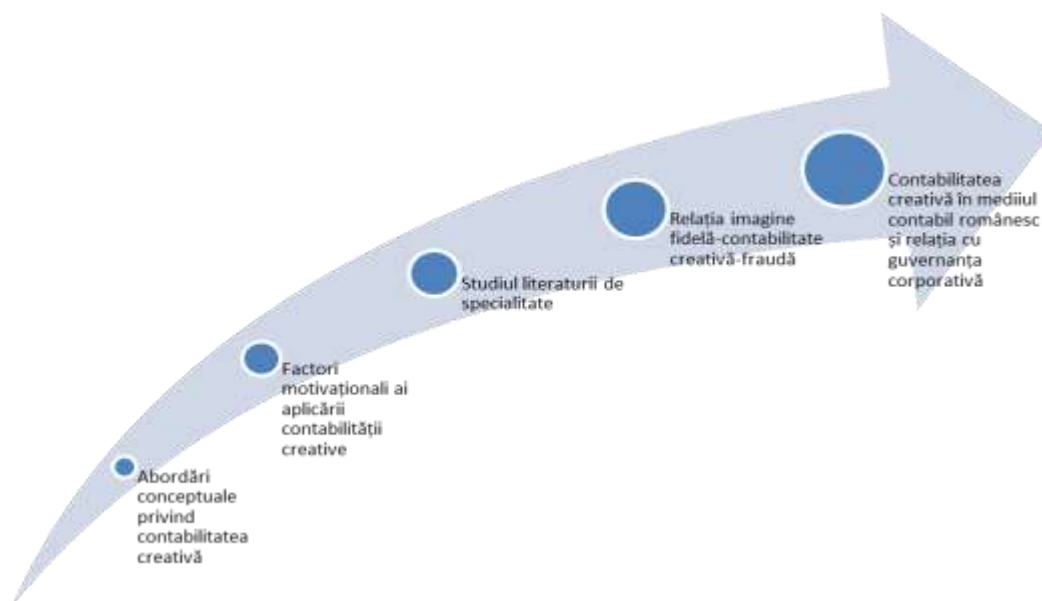 Abordări
conceptuale
privind
contabilitatea
creativă
Factori
motivaționali ai
aplicării
contabilității
creative
Studiul literaturii de
specialitate
Relația imagine
fidelă-contabilitate
creativă-fraudă
Contabilitatea
creativă în mediiul
contabil românesc
și relația cu
guvernanța
corporativă